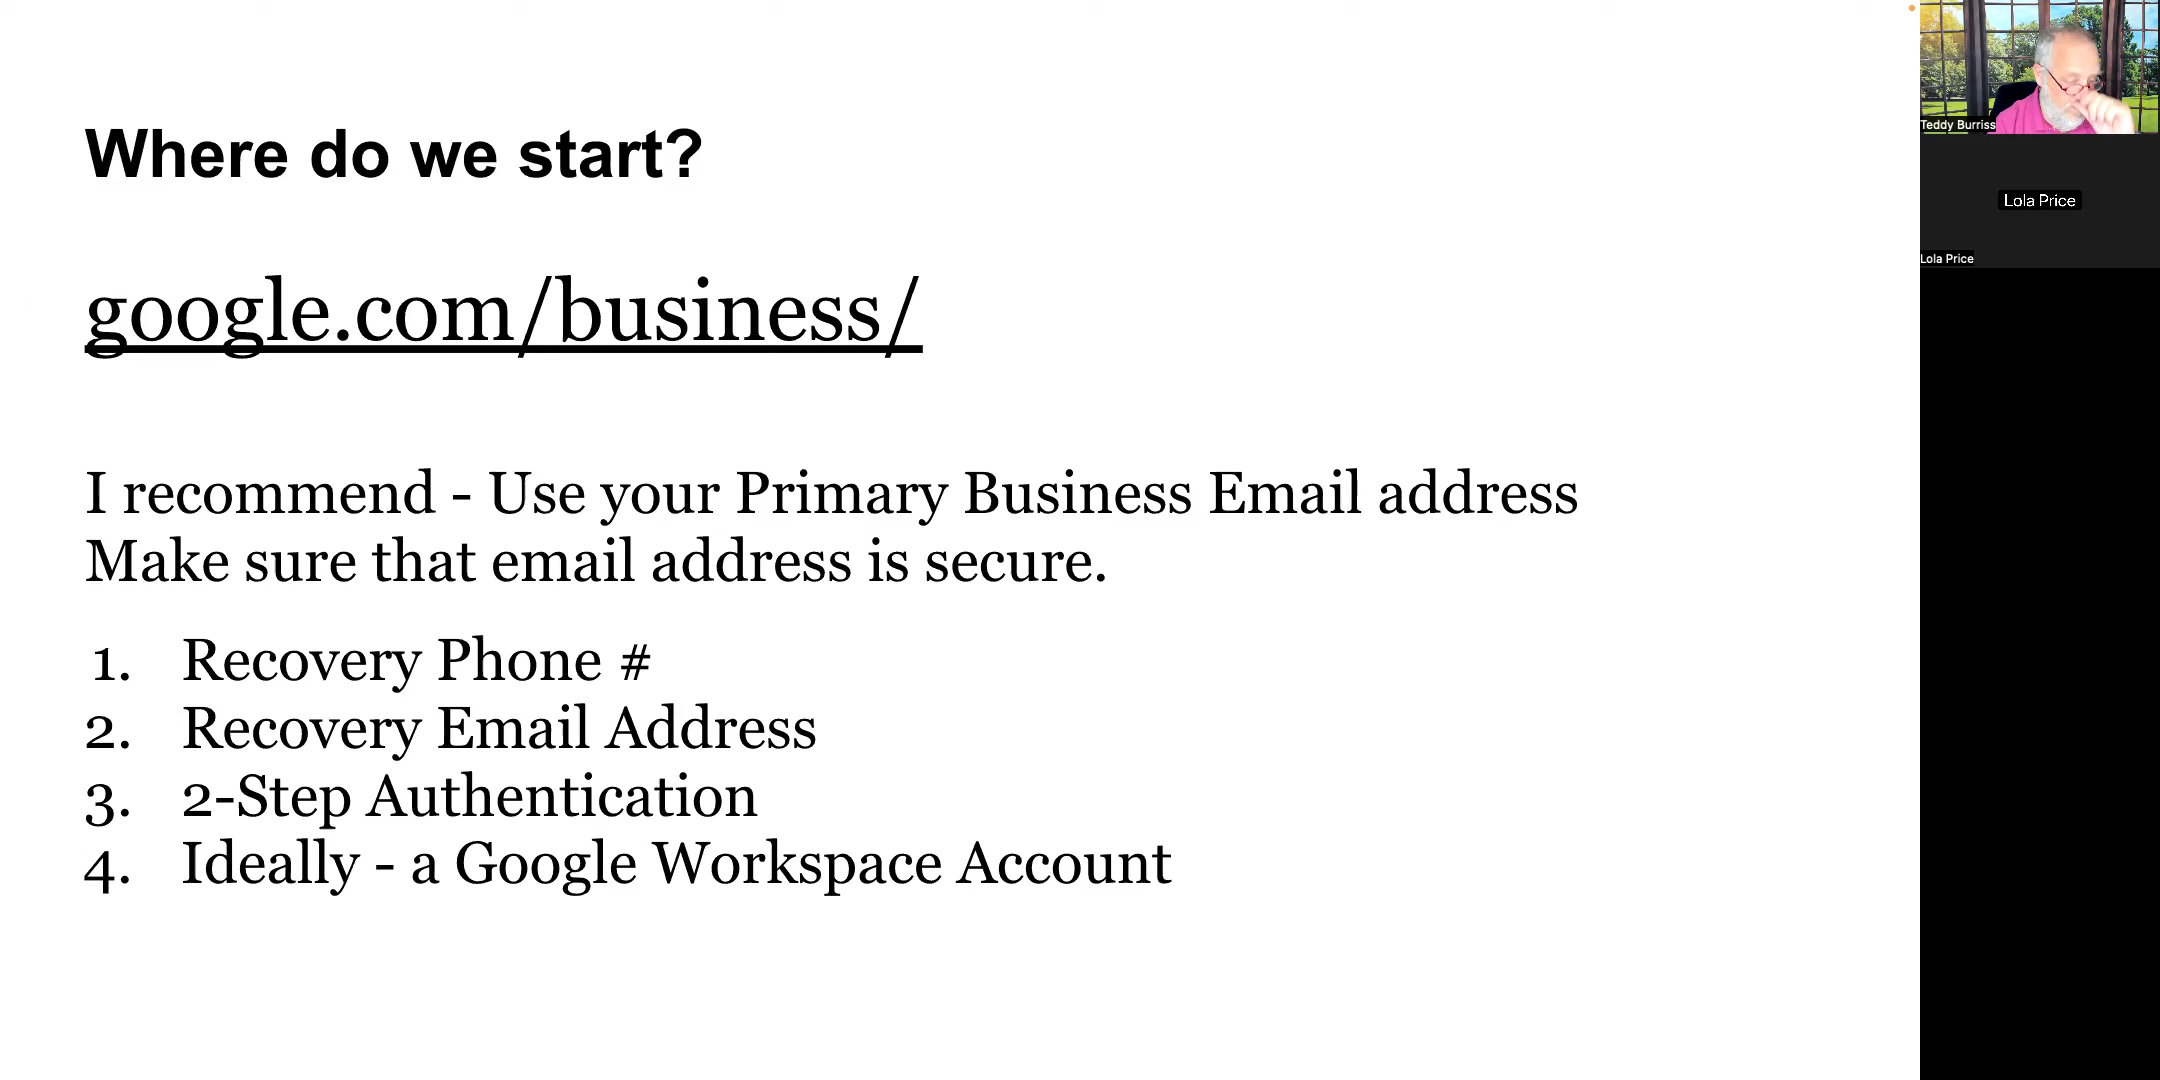 Where do we start?
google.com/business/
I recommend - Use your Primary Business Email address
Make sure that email address is secure.
1. Recovery Phone #
2. Recovery Email Address
3. 2-Step Authentication
4. Ideally - a Google Workspace Account
Teddy Burriss
Lola Price
Lola Price